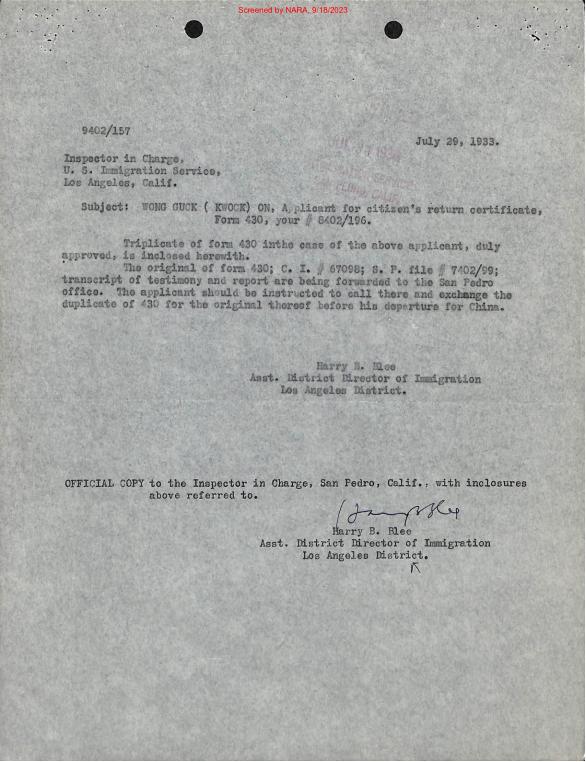 Screened by NARA, 9/18/2023
9402/157
July 29, 1933.
Inspector in Charge,
U. S. Immigration Service,
Los Angeles, Calif.
Subject: WONG GUCK ( KWOCK) ON, Applicant for citizen's return certificate,
Form 430, your # 8402/196.
Triplicate of form 430 inthe case of the above applicant, duly
approved, is inclosed herewith.
The original of form 430; C. I. # 67098; S. P. file # 7402/99;
transcript of testimony and report are being forwarded to the San Pedro
office. The applicant should be instructed to call there and exchange the
duplicate of 430 for the original thereof before his departure for China.
Harry B. Blee
Asst. District Director of Immigration
Los Angeles District.
OFFICIAL COPY to the Inspector in Charge, San Pedro, Calif., with inclosures
above referred to.
Harry B Blee
Harry B. Blee
Asst. District Director of Immigration
Los Angeles District.